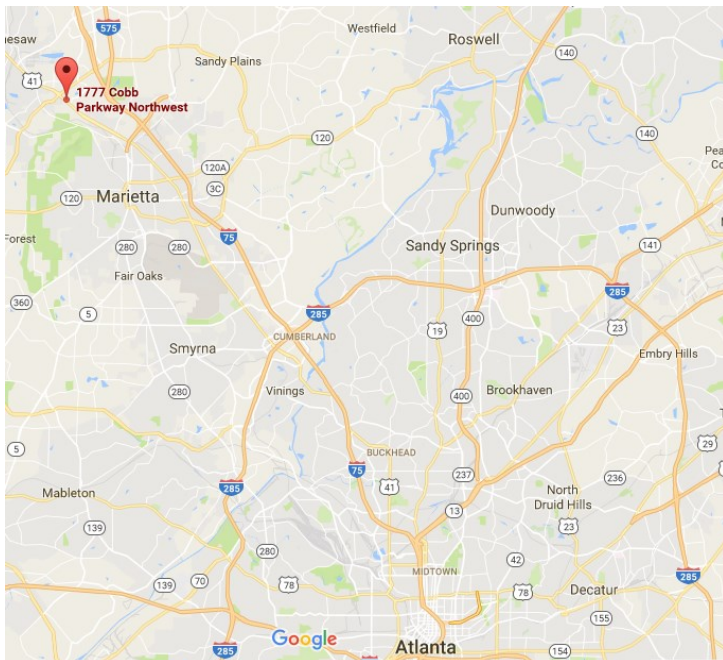 575
Westfield
Roswell
nesaw
Sandy Plains
140
41
1777 Cobb
Parkway Northwest
120
140
Pea
Co
120A
3C
120
Marietta
Dunwoody
75
Forest
280
280
Sandy Springs
141
Fair Oaks
285
360
5
285
400
23
19
CUMBERLAND
Smyrna
Embry Hills
280
Vinings
400
Brookhaven
5
BUCKHEAD
29
75
237
236
285
41
Mableton
North
Druid Hills
13
23
139
280
42
MIDTOWN
285
139
70
78
78
Decatur
155
Google
285
Atlanta
154